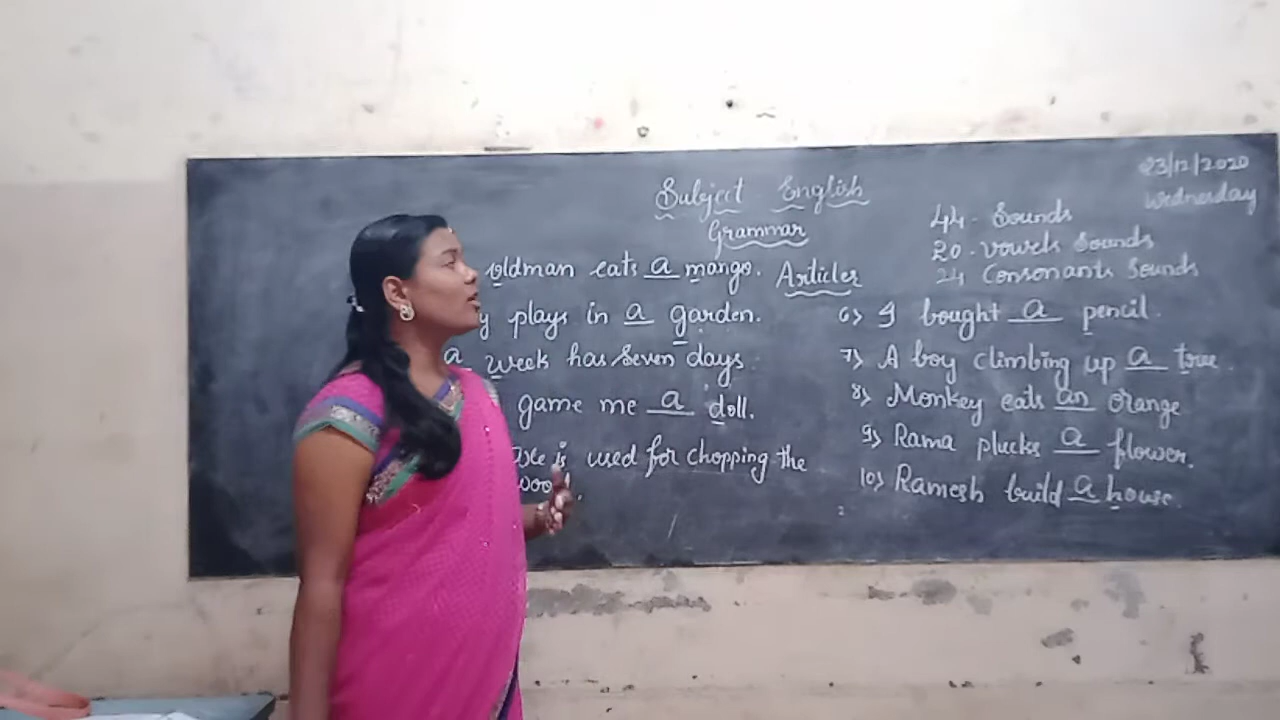 23/12/2020
Wednesday
Subject English
Grammar
Articles
44 - Sounds
20 - vowels Sounds
24 Consonants Sounds
oldman eats a mango.
y plays in a garden.
a week has seven days
game me a doll.
axe is used for chopping the
woo
6) I bought a pencil.
7) A boy climbing up a tree.
8) Monkey eats an orange
9) Rama plucks a flower.
10) Ramesh build a house.